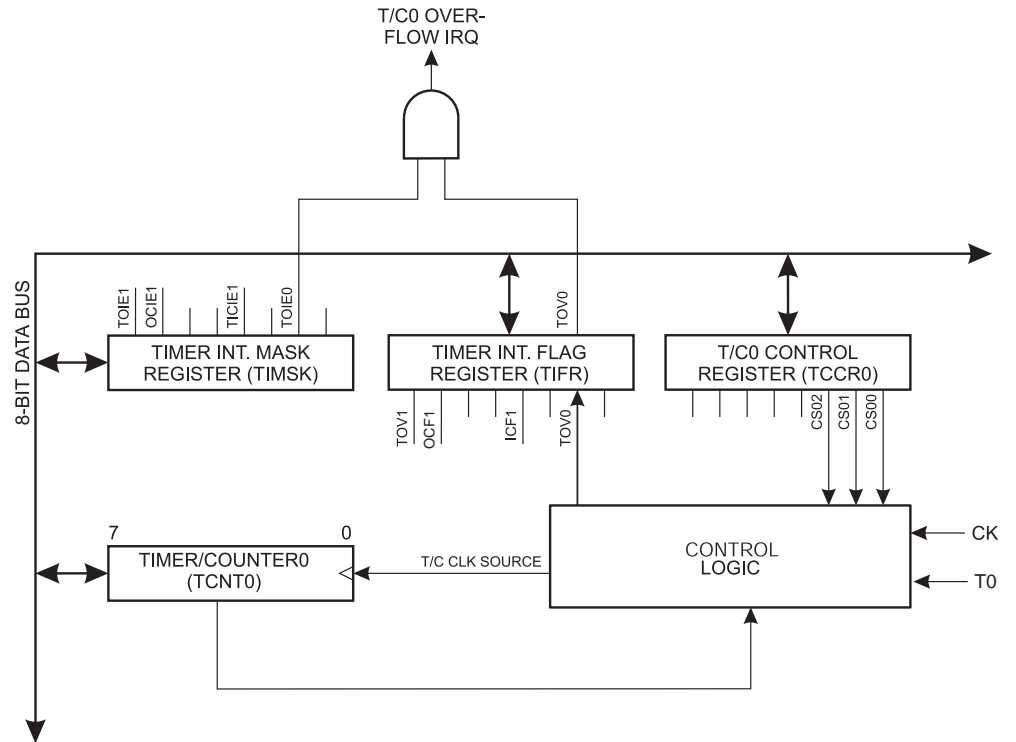 T/C0 OVER-
FLOW IRQ
8-BIT DATA BUS
TOIE1
OCIE1
TICIE1
TOIE0
TOV0
TIMER INT. MASK
REGISTER (TIMSK)
TIMER INT. FLAG
REGISTER (TIFR)
T/C0 CONTROL
REGISTER (TCCR0)
TOV1
OCF1
ICF1
TOV0
CS02
CS01
CS00
7
0
TIMER/COUNTER0
(TCNT0)
T/C CLK SOURCE
CONTROL
LOGIC
CK
T0